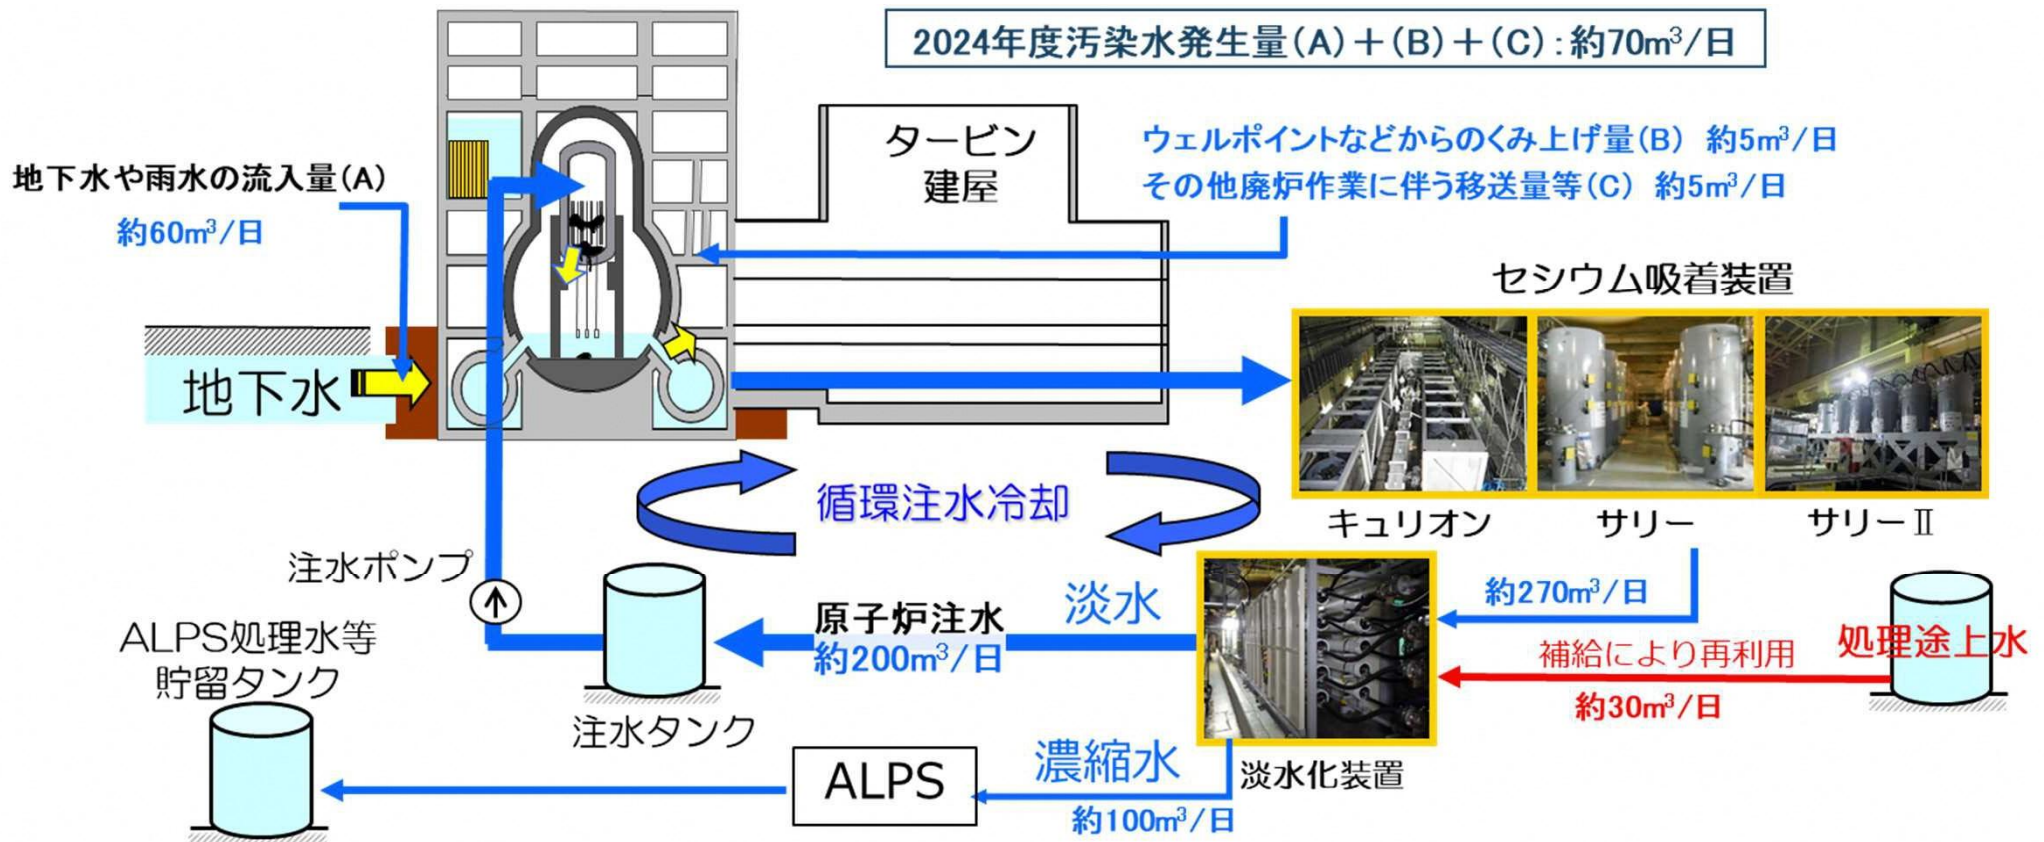 2024年度汚染水発生量(A)+(B)+(C):約70m³/日
地下水や雨水の流入量(A)
約60m³/日
タービン
建屋
ウェルポイントなどからのくみ上げ量(B) 約5m³/日
その他廃炉作業に伴う移送量等(C) 約5m³/日
セシウム吸着装置
地下水
キュリオン
サリー
サリーⅡ
循環注水冷却
注水ポンプ
淡水
原子炉注水
約200m³/日
約270m³/日
補給により再利用
約30m³/日
処理途上水
ALPS処理水等
貯留タンク
注水タンク
淡水化装置
濃縮水
約100m³/日
ALPS